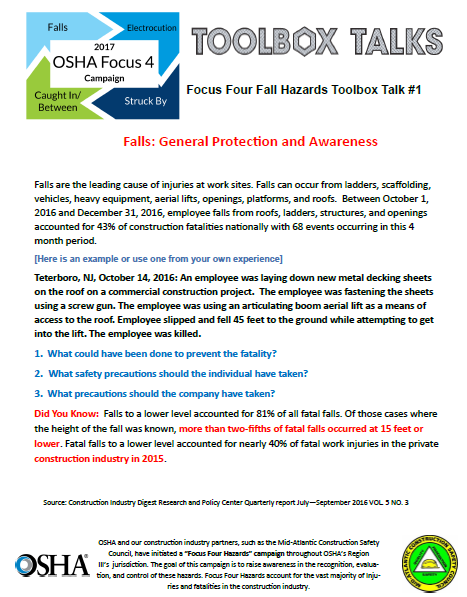 Falls
Electrocution
2017
OSHA Focus 4
Campaign
Caught In/
Between
Struck By
TOOLBOX TALKS
Focus Four Fall Hazards Toolbox Talk #1
Falls: General Protection and Awareness
Falls are the leading cause of injuries at work sites. Falls can occur from ladders, scaffolding,
vehicles, heavy equipment, aerial lifts, openings, platforms, and roofs.  Between October 1,
2016 and December 31, 2016, employee falls from roofs, ladders, structures, and openings
accounted for 43% of construction fatalities nationally with 68 events occurring in this 4
month period.
[Here is an example or use one from your own experience]
Teterboro, NJ, October 14, 2016: An employee was laying down new metal decking sheets
on the roof on a commercial construction project.  The employee was fastening the sheets
using a screw gun. The employee was using an articulating boom aerial lift as a means of
access to the roof. Employee slipped and fell 45 feet to the ground while attempting to get
into the lift. The employee was killed.
1.  What could have been done to prevent the fatality?
2.  What safety precautions should the individual have taken?
3.  What precautions should the company have taken?
Did You Know:  Falls to a lower level accounted for 81% of all fatal falls. Of those cases where
the height of the fall was known, more than two-fifths of fatal falls occurred at 15 feet or
lower. Fatal falls to a lower level accounted for nearly 40% of fatal work injuries in the private
construction industry in 2015.
Source: Construction Industry Digest Research and Policy Center Quarterly report July—September 2016 VOL. 5 NO. 3
OSHA and our construction industry partners, such as the Mid-Atlantic Construction Safety
Council, have initiated a "Focus Four Hazards" campaign throughout OSHA's Region
III's  jurisdiction. The goal of this campaign is to raise awareness in the recognition, evalua-
tion, and control of these hazards. Focus Four Hazards account for the vast majority of inju-
ries and fatalities in the construction industry.
OSHA®
MID-ATLANTIC CONSTRUCTION SAFETY
SAFETY